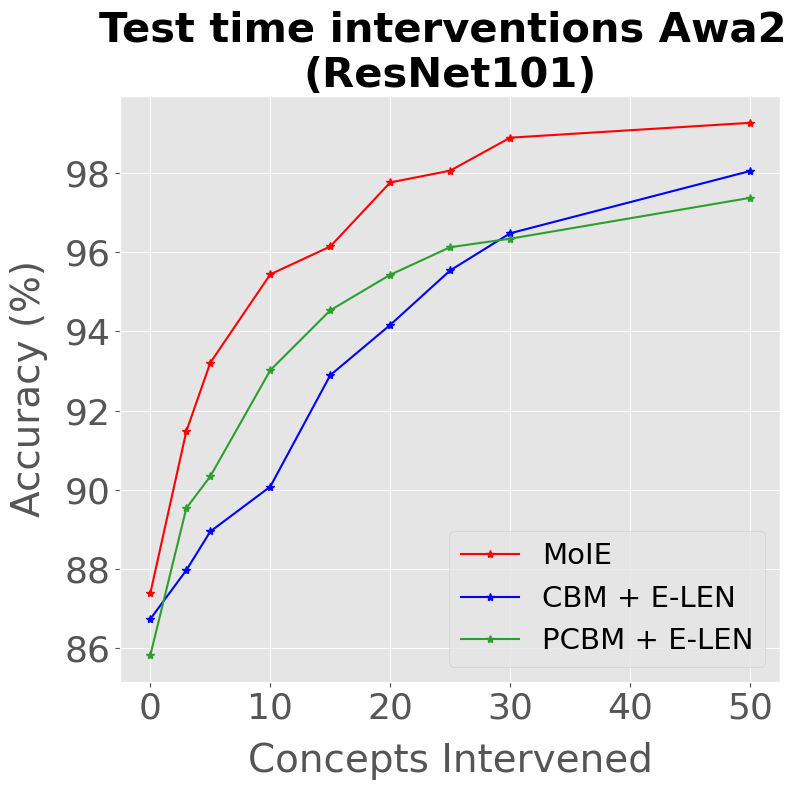 Test time interventions Awa2
(ResNet101)
Accuracy (%)
98
96
94
92
90
88
86
MoIE
CBM + E-LEN
PCBM + E-LEN
0 10 20 30 40 50
Concepts Intervened